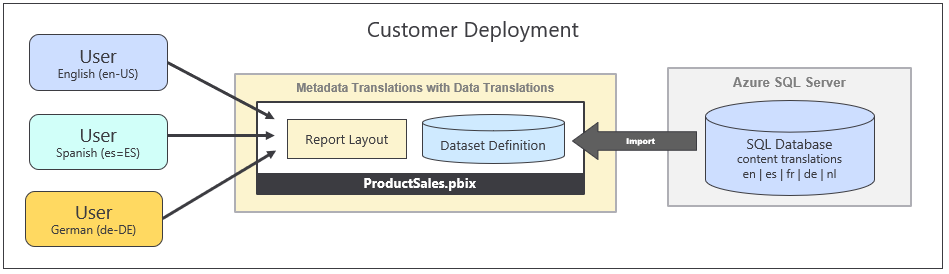 Customer Deployment
User
English (en-US)
User
Spanish (es=ES)
User
German (de-DE)
Metadata Translations with Data Translations
Report Layout
Dataset Definition
ProductSales.pbix
Import
Azure SQL Server
SQL Database
content translations
en | es | fr | de | nl